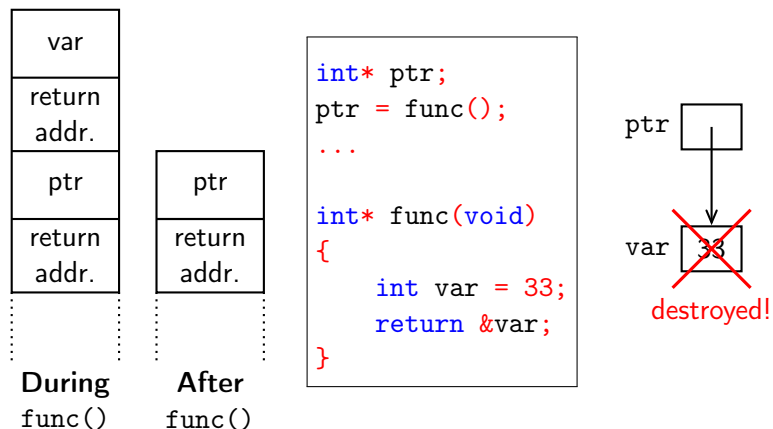 var
return
addr.
ptr
return
addr.
During
func()
ptr
return
addr.
After
func()
int* ptr;
ptr = func();
...
int* func(void)
{
    int var = 33;
    return &var;
}
ptr
var 33
destroyed!